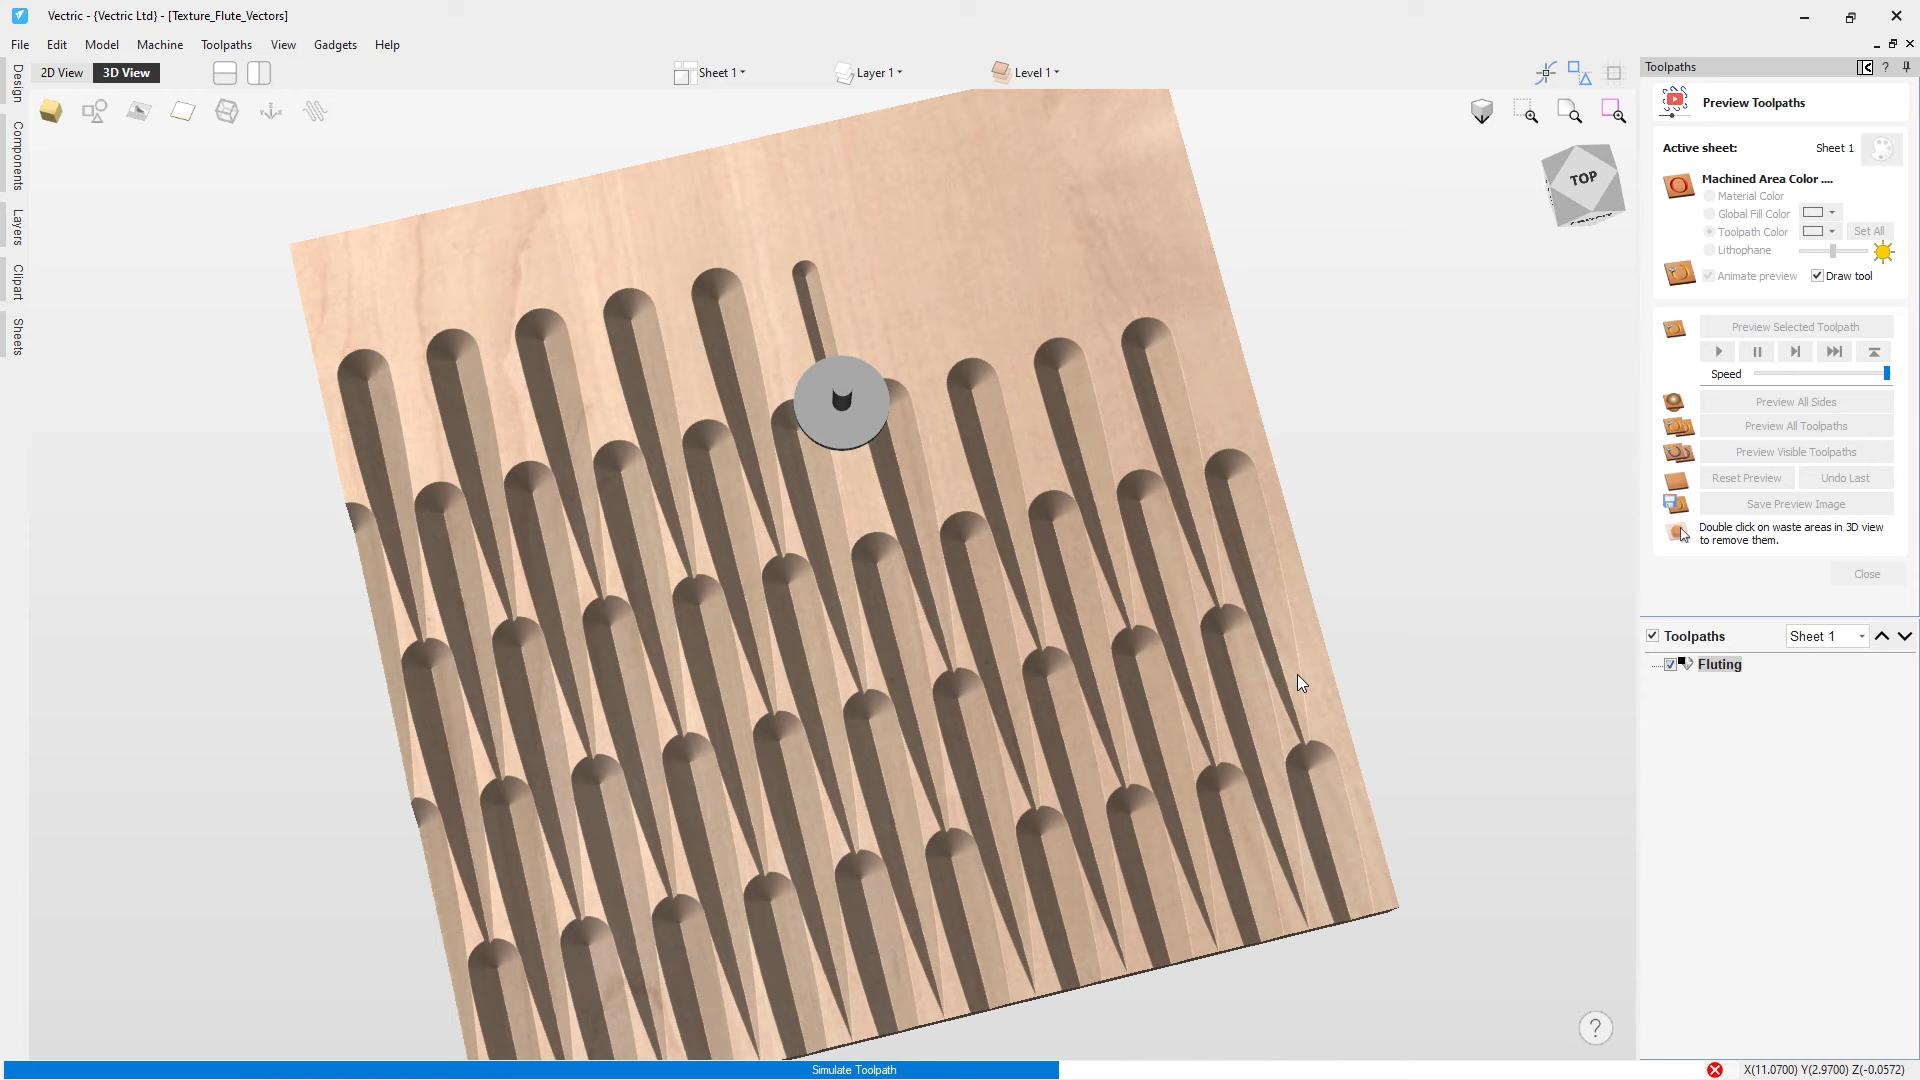 Vectric - {Vectric Ltd} - [Texture_Flute_Vectors]
File Edit Model Machine Toolpaths View Gadgets Help
2D View 3D View Sheet 1 Layer 1 Level 1
Design
Components
Layers
Clipart
Sheets
TOP
Toolpaths ?
Preview Toolpaths
Active sheet: Sheet 1
Machined Area Color ....
Material Color
Global Fill Color
Toolpath Color Set All
Lithophane
Animate preview Draw tool
Preview Selected Toolpath
Speed
Preview All Sides
Preview All Toolpaths
Preview Visible Toolpaths
Reset Preview Undo Last
Save Preview Image
Double click on waste areas in 3D view
to remove them.
Close
Toolpaths Sheet 1
Fluting
?
Simulate Toolpath
X(11.0700) Y(2.9700) Z(-0.0572)